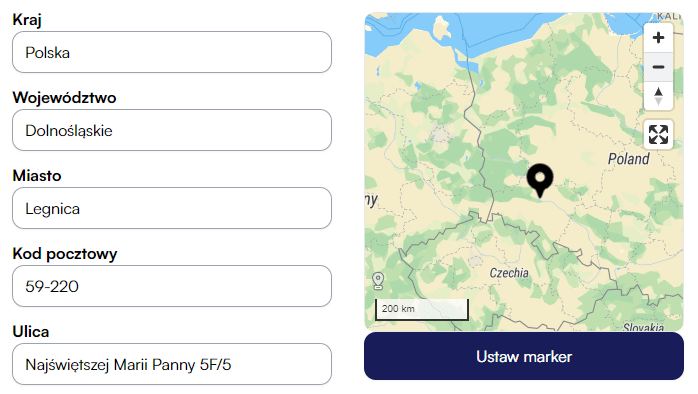 Kraj
Polska
Województwo
Dolnośląskie
Miasto
Legnica
Kod pocztowy
59-220
Ulica
Najświętszej Marii Panny 5F/5
KALI
Poland
ny
Czechia
Slovakia
200 km
Ustaw marker